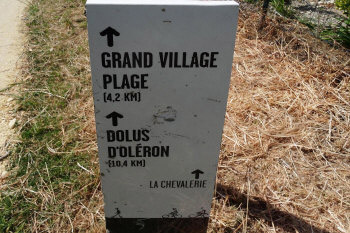 GRAND VILLAGE
PLAGE
(4,2 KM)
DOLUS
D'OLÉRON
(10,4 KM)
LA CHEVALERIE